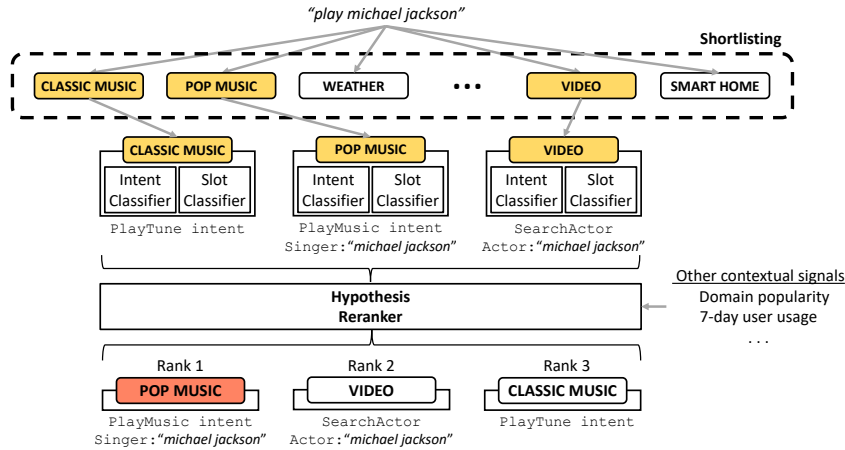 “play michael jackson”
Shortlisting
CLASSIC MUSIC POP MUSIC WEATHER ••• VIDEO SMART HOME
CLASSIC MUSIC POP MUSIC VIDEO
Intent Slot Intent Slot Intent Slot
Classifier Classifier Classifier Classifier Classifier Classifier
PlayTune intent PlayMusic intent SearchActor
Singer:“michael jackson” Actor:“michael jackson”
Other contextual signals
Hypothesis Domain popularity
Reranker 7-day user usage
. . .
Rank 1 Rank 2 Rank 3
POP MUSIC VIDEO CLASSIC MUSIC
PlayMusic intent SearchActor PlayTune intent
Singer:“michael jackson” Actor:“michael jackson”